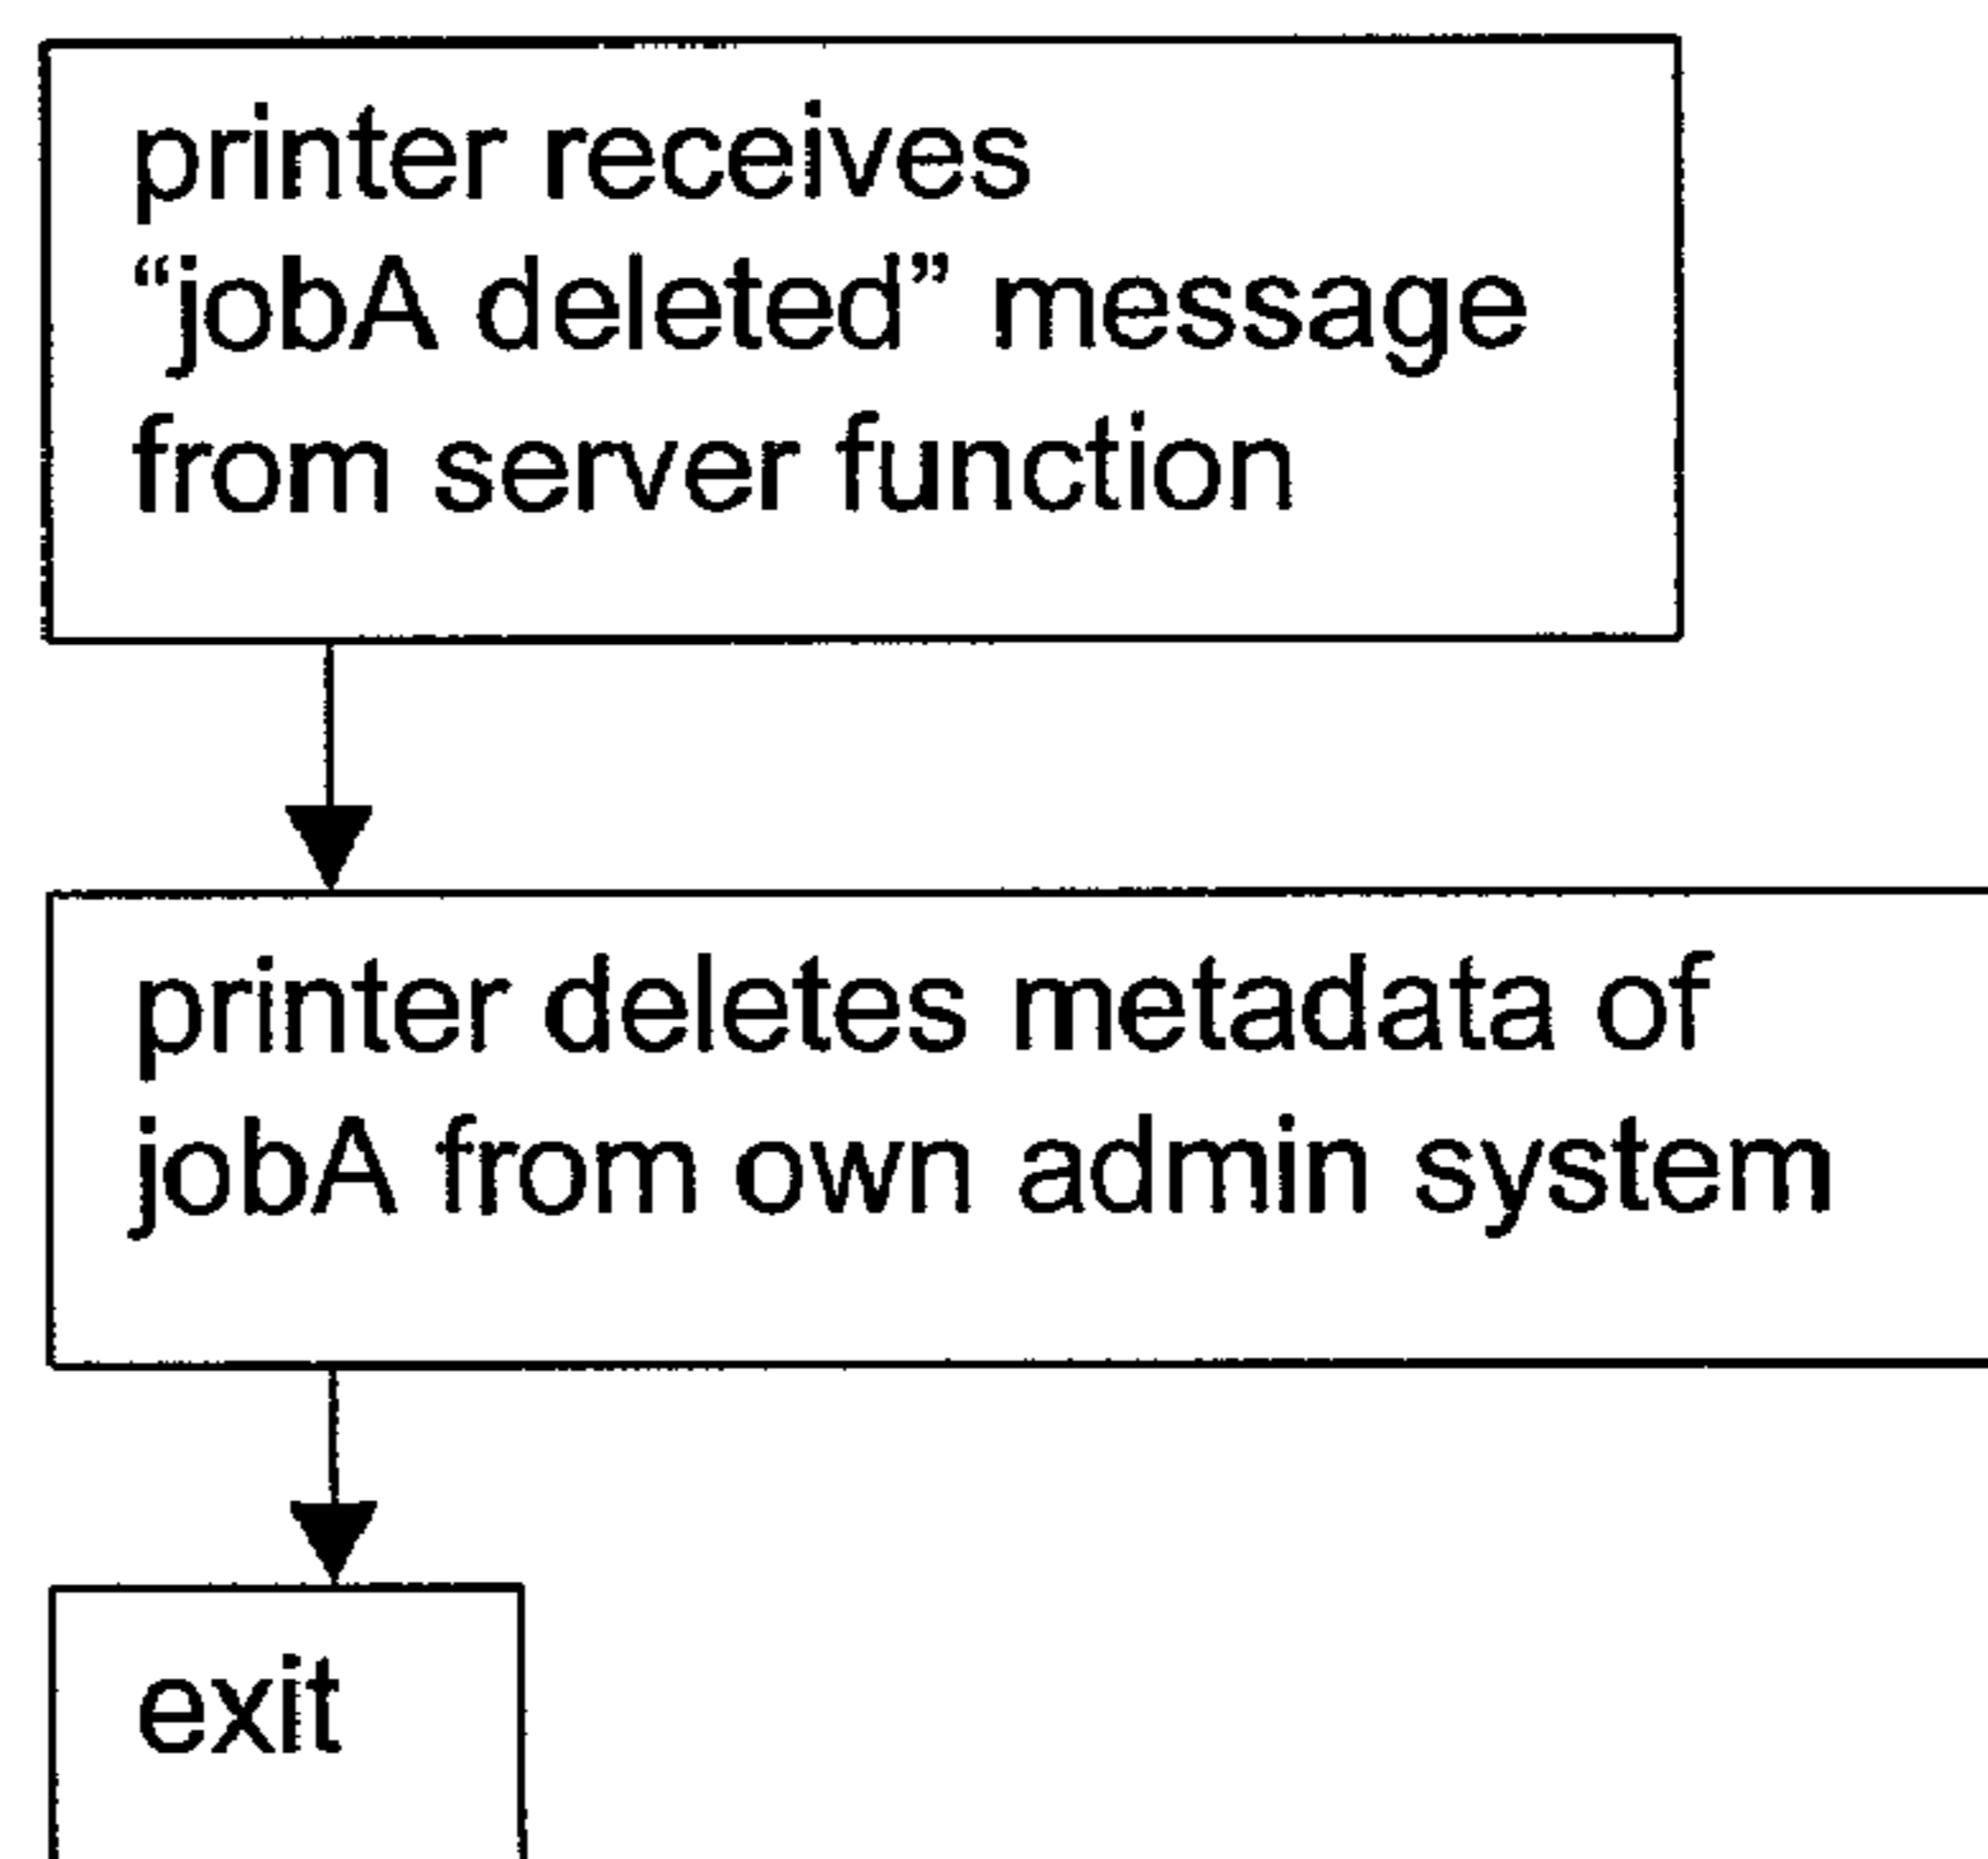 printer receives
“jobA deleted” message
from server function
printer deletes metadata of
jobA from own admin system
exit